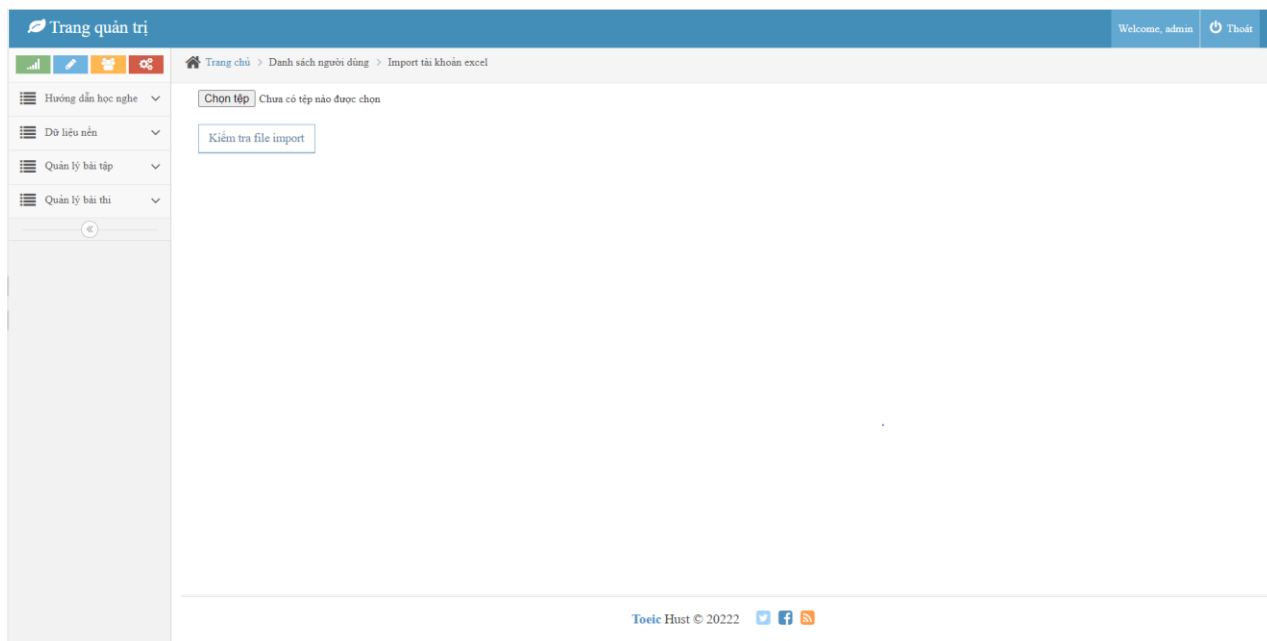 Trang quản trị
Welcome, admin
Thoát
Trang chủ > Danh sách người dùng > Import tài khoản excel
Hướng dẫn học nghe
Dữ liệu nền
Quản lý bài tập
Quản lý bài thi
Chọn tệp Chưa có tệp nào được chọn
Kiểm tra file import
Toeic Hust © 20222